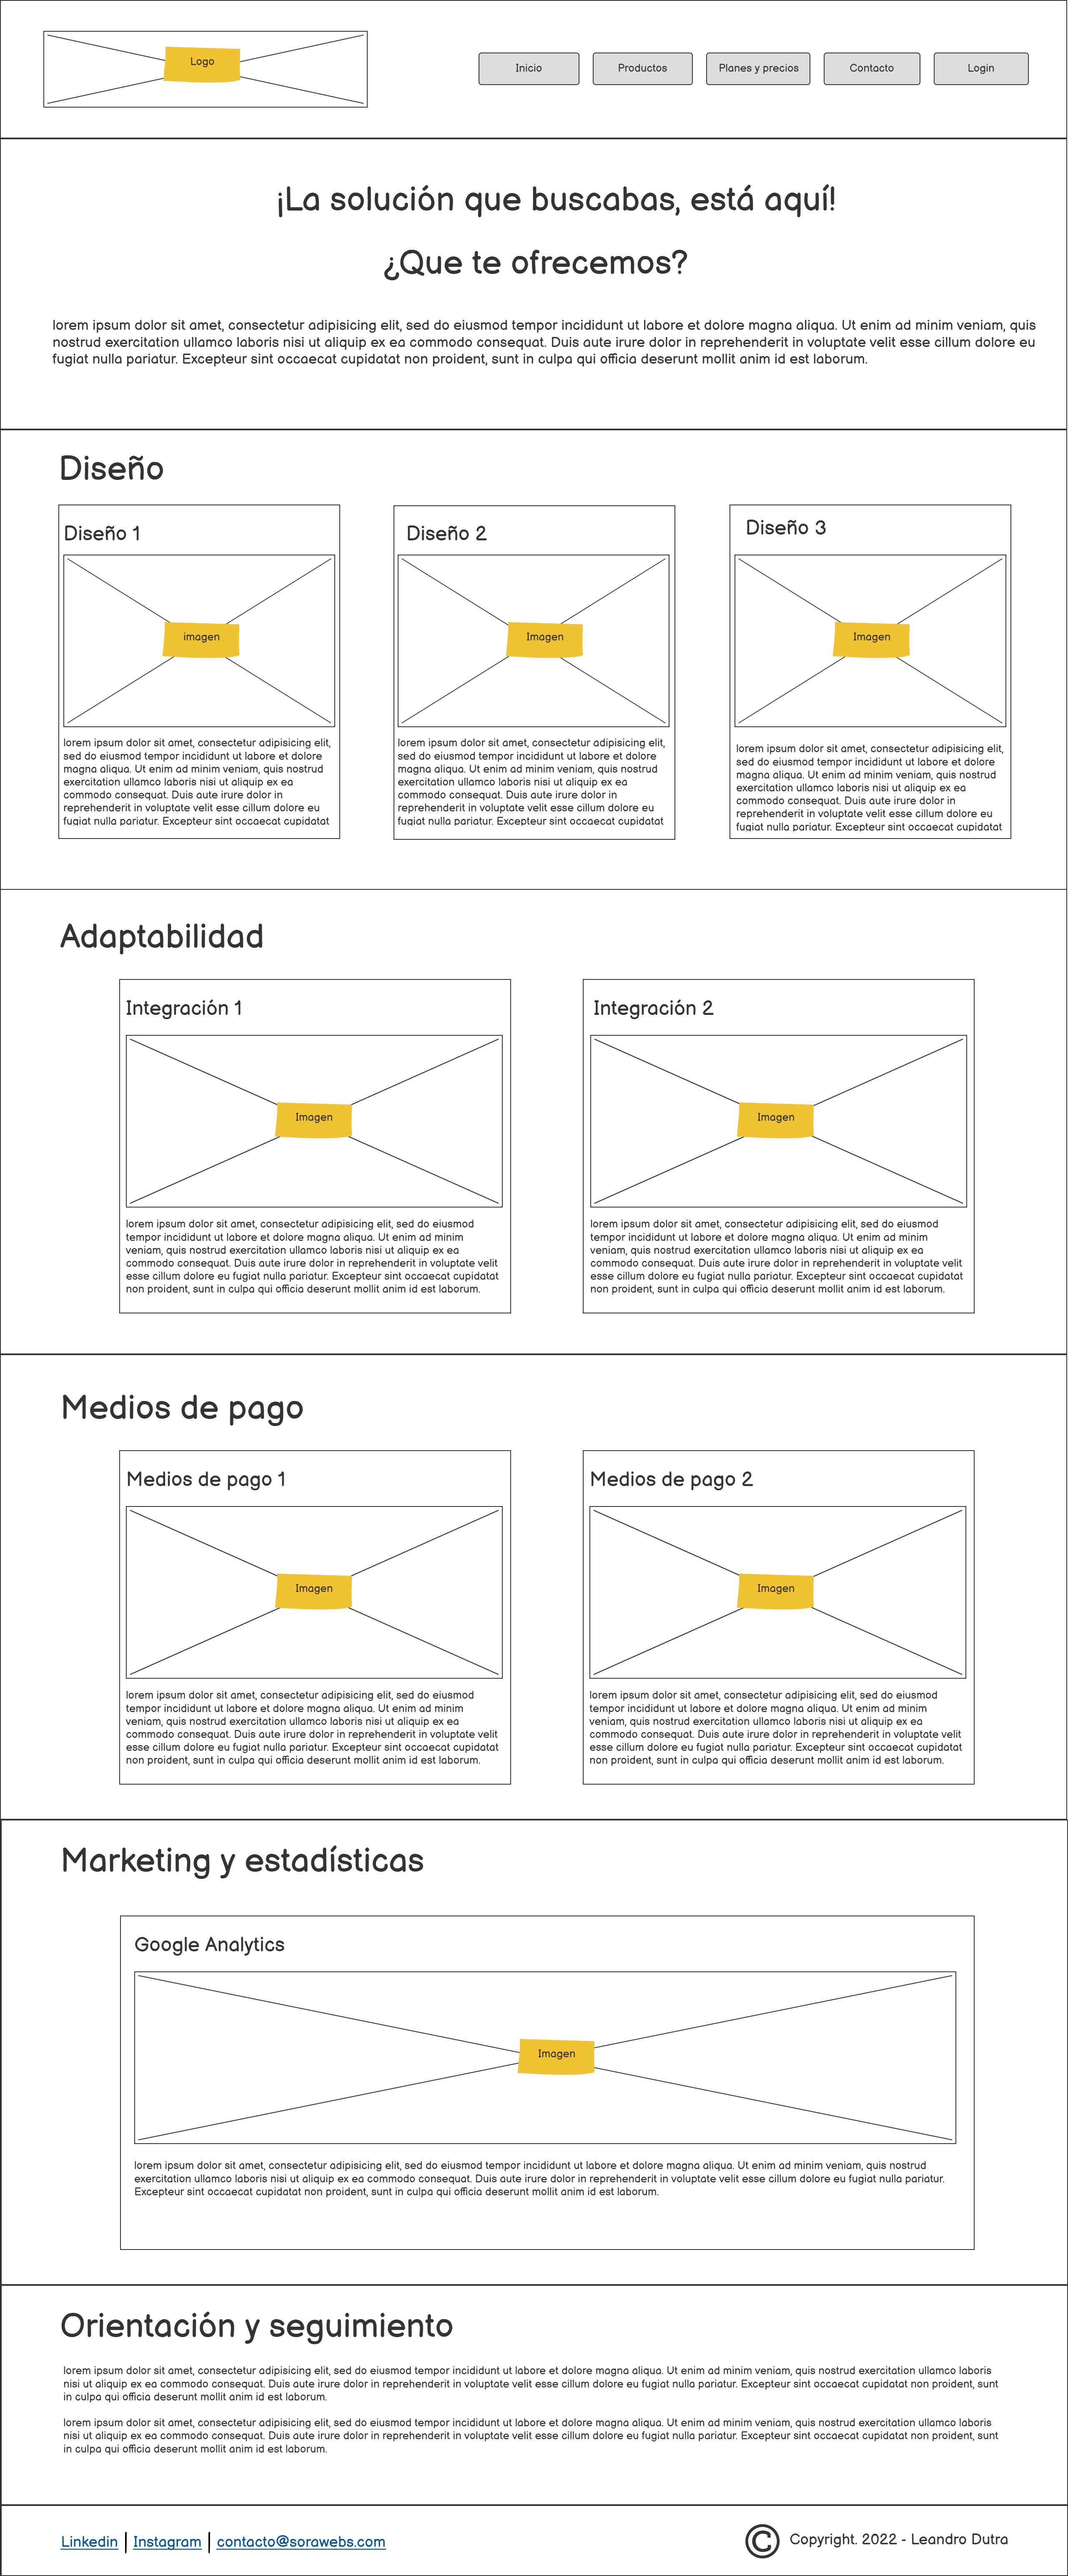 Logo
Inicio
Productos
Planes y precios
Contacto
Login
¡La solución que buscabas, está aquí!
¿Que te ofrecemos?
lorem ipsum dolor sit amet, consectetur adipisicing elit, sed do eiusmod tempor incididunt ut labore et dolore magna aliqua. Ut enim ad minim veniam, quis
nostrud exercitation ullamco laboris nisi ut aliquip ex ea commodo consequat. Duis aute irure dolor in reprehenderit in voluptate velit esse cillum dolore eu
fugiat nulla pariatur. Excepteur sint occaecat cupidatat non proident, sunt in culpa qui officia deserunt mollit anim id est laborum.
Diseño
Diseño 1
imagen
lorem ipsum dolor sit amet, consectetur adipisicing elit,
sed do eiusmod tempor incididunt ut labore et dolore
magna aliqua. Ut enim ad minim veniam, quis nostrud
exercitation ullamco laboris nisi ut aliquip ex ea
commodo consequat. Duis aute irure dolor in
reprehenderit in voluptate velit esse cillum dolore eu
fugiat nulla pariatur. Excepteur sint occaecat cupidatat
Diseño 2
Imagen
lorem ipsum dolor sit amet, consectetur adipisicing elit,
sed do eiusmod tempor incididunt ut labore et dolore
magna aliqua. Ut enim ad minim veniam, quis nostrud
exercitation ullamco laboris nisi ut aliquip ex ea
commodo consequat. Duis aute irure dolor in
reprehenderit in voluptate velit esse cillum dolore eu
fugiat nulla pariatur. Excepteur sint occaecat cupidatat
Diseño 3
Imagen
lorem ipsum dolor sit amet, consectetur adipisicing elit,
sed do eiusmod tempor incididunt ut labore et dolore
magna aliqua. Ut enim ad minim veniam, quis nostrud
exercitation ullamco laboris nisi ut aliquip ex ea
commodo consequat. Duis aute irure dolor in
reprehenderit in voluptate velit esse cillum dolore eu
fugiat nulla pariatur. Excepteur sint occaecat cupidatat
Adaptabilidad
Integración 1
Imagen
lorem ipsum dolor sit amet, consectetur adipisicing elit, sed do eiusmod
tempor incididunt ut labore et dolore magna aliqua. Ut enim ad minim
veniam, quis nostrud exercitation ullamco laboris nisi ut aliquip ex ea
commodo consequat. Duis aute irure dolor in reprehenderit in voluptate velit
esse cillum dolore eu fugiat nulla pariatur. Excepteur sint occaecat cupidatat
non proident, sunt in culpa qui officia deserunt mollit anim id est laborum.
Integración 2
Imagen
lorem ipsum dolor sit amet, consectetur adipisicing elit, sed do eiusmod
tempor incididunt ut labore et dolore magna aliqua. Ut enim ad minim
veniam, quis nostrud exercitation ullamco laboris nisi ut aliquip ex ea
commodo consequat. Duis aute irure dolor in reprehenderit in voluptate velit
esse cillum dolore eu fugiat nulla pariatur. Excepteur sint occaecat cupidatat
non proident, sunt in culpa qui officia deserunt mollit anim id est laborum.
Medios de pago
Medios de pago 1
Imagen
lorem ipsum dolor sit amet, consectetur adipisicing elit, sed do eiusmod
tempor incididunt ut labore et dolore magna aliqua. Ut enim ad minim
veniam, quis nostrud exercitation ullamco laboris nisi ut aliquip ex ea
commodo consequat. Duis aute irure dolor in reprehenderit in voluptate velit
esse cillum dolore eu fugiat nulla pariatur. Excepteur sint occaecat cupidatat
non proident, sunt in culpa qui officia deserunt mollit anim id est laborum.
Medios de pago 2
Imagen
lorem ipsum dolor sit amet, consectetur adipisicing elit, sed do eiusmod
tempor incididunt ut labore et dolore magna aliqua. Ut enim ad minim
veniam, quis nostrud exercitation ullamco laboris nisi ut aliquip ex ea
commodo consequat. Duis aute irure dolor in reprehenderit in voluptate velit
esse cillum dolore eu fugiat nulla pariatur. Excepteur sint occaecat cupidatat
non proident, sunt in culpa qui officia deserunt mollit anim id est laborum.
Marketing y estadísticas
Google Analytics
Imagen
lorem ipsum dolor sit amet, consectetur adipisicing elit, sed do eiusmod tempor incididunt ut labore et dolore magna aliqua. Ut enim ad minim veniam, quis nostrud
exercitation ullamco laboris nisi ut aliquip ex ea commodo consequat. Duis aute irure dolor in reprehenderit in voluptate velit esse cillum dolore eu fugiat nulla pariatur.
Excepteur sint occaecat cupidatat non proident, sunt in culpa qui officia deserunt mollit anim id est laborum.
Orientación y seguimiento
lorem ipsum dolor sit amet, consectetur adipisicing elit, sed do eiusmod tempor incididunt ut labore et dolore magna aliqua. Ut enim ad minim veniam, quis nostrud exercitation ullamco laboris
nisi ut aliquip ex ea commodo consequat. Duis aute irure dolor in reprehenderit in voluptate velit esse cillum dolore eu fugiat nulla pariatur. Excepteur sint occaecat cupidatat non proident, sunt
in culpa qui officia deserunt mollit anim id est laborum.
lorem ipsum dolor sit amet, consectetur adipisicing elit, sed do eiusmod tempor incididunt ut labore et dolore magna aliqua. Ut enim ad minim veniam, quis nostrud exercitation ullamco laboris
nisi ut aliquip ex ea commodo consequat. Duis aute irure dolor in reprehenderit in voluptate velit esse cillum dolore eu fugiat nulla pariatur. Excepteur sint occaecat cupidatat non proident, sunt
in culpa qui officia deserunt mollit anim id est laborum.
Linkedin | Instagram | contacto@sorawebs.com
© Copyright. 2022 - Leandro Dutra